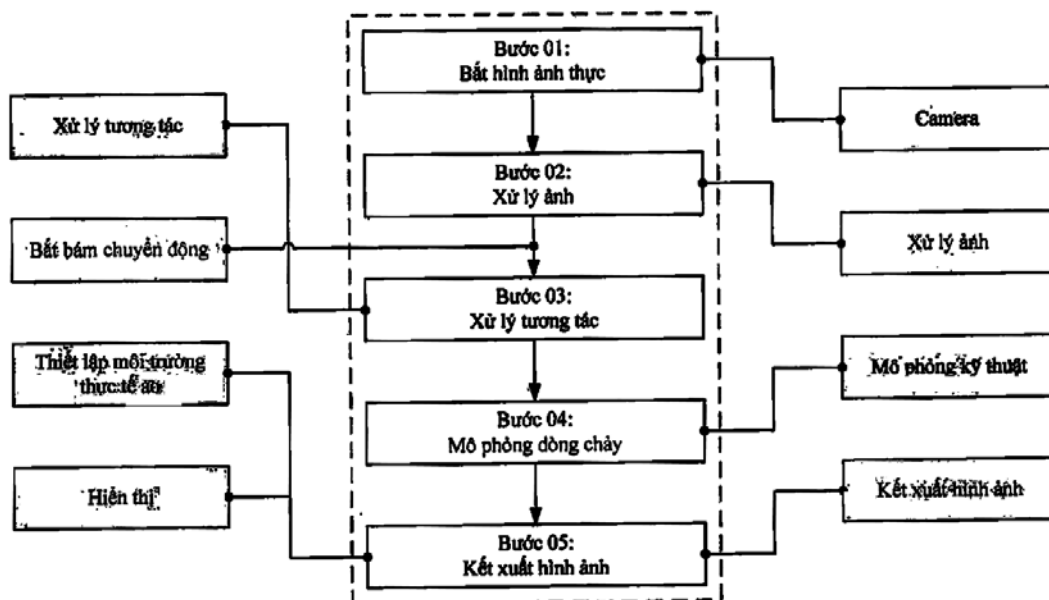 Bước 01:
Bắt hình ảnh thực
Xử lý tương tác
Camera
Bước 02:
Xử lý ảnh
Bắt bám chuyển động
Xử lý ảnh
Bước 03:
Xử lý tương tác
Thiết lập môi trường
thực tế ảo
Mô phỏng kỹ thuật
Bước 04:
Mô phỏng dòng chảy
Hiển thị
Kết xuất hình ảnh
Bước 05:
Kết xuất hình ảnh